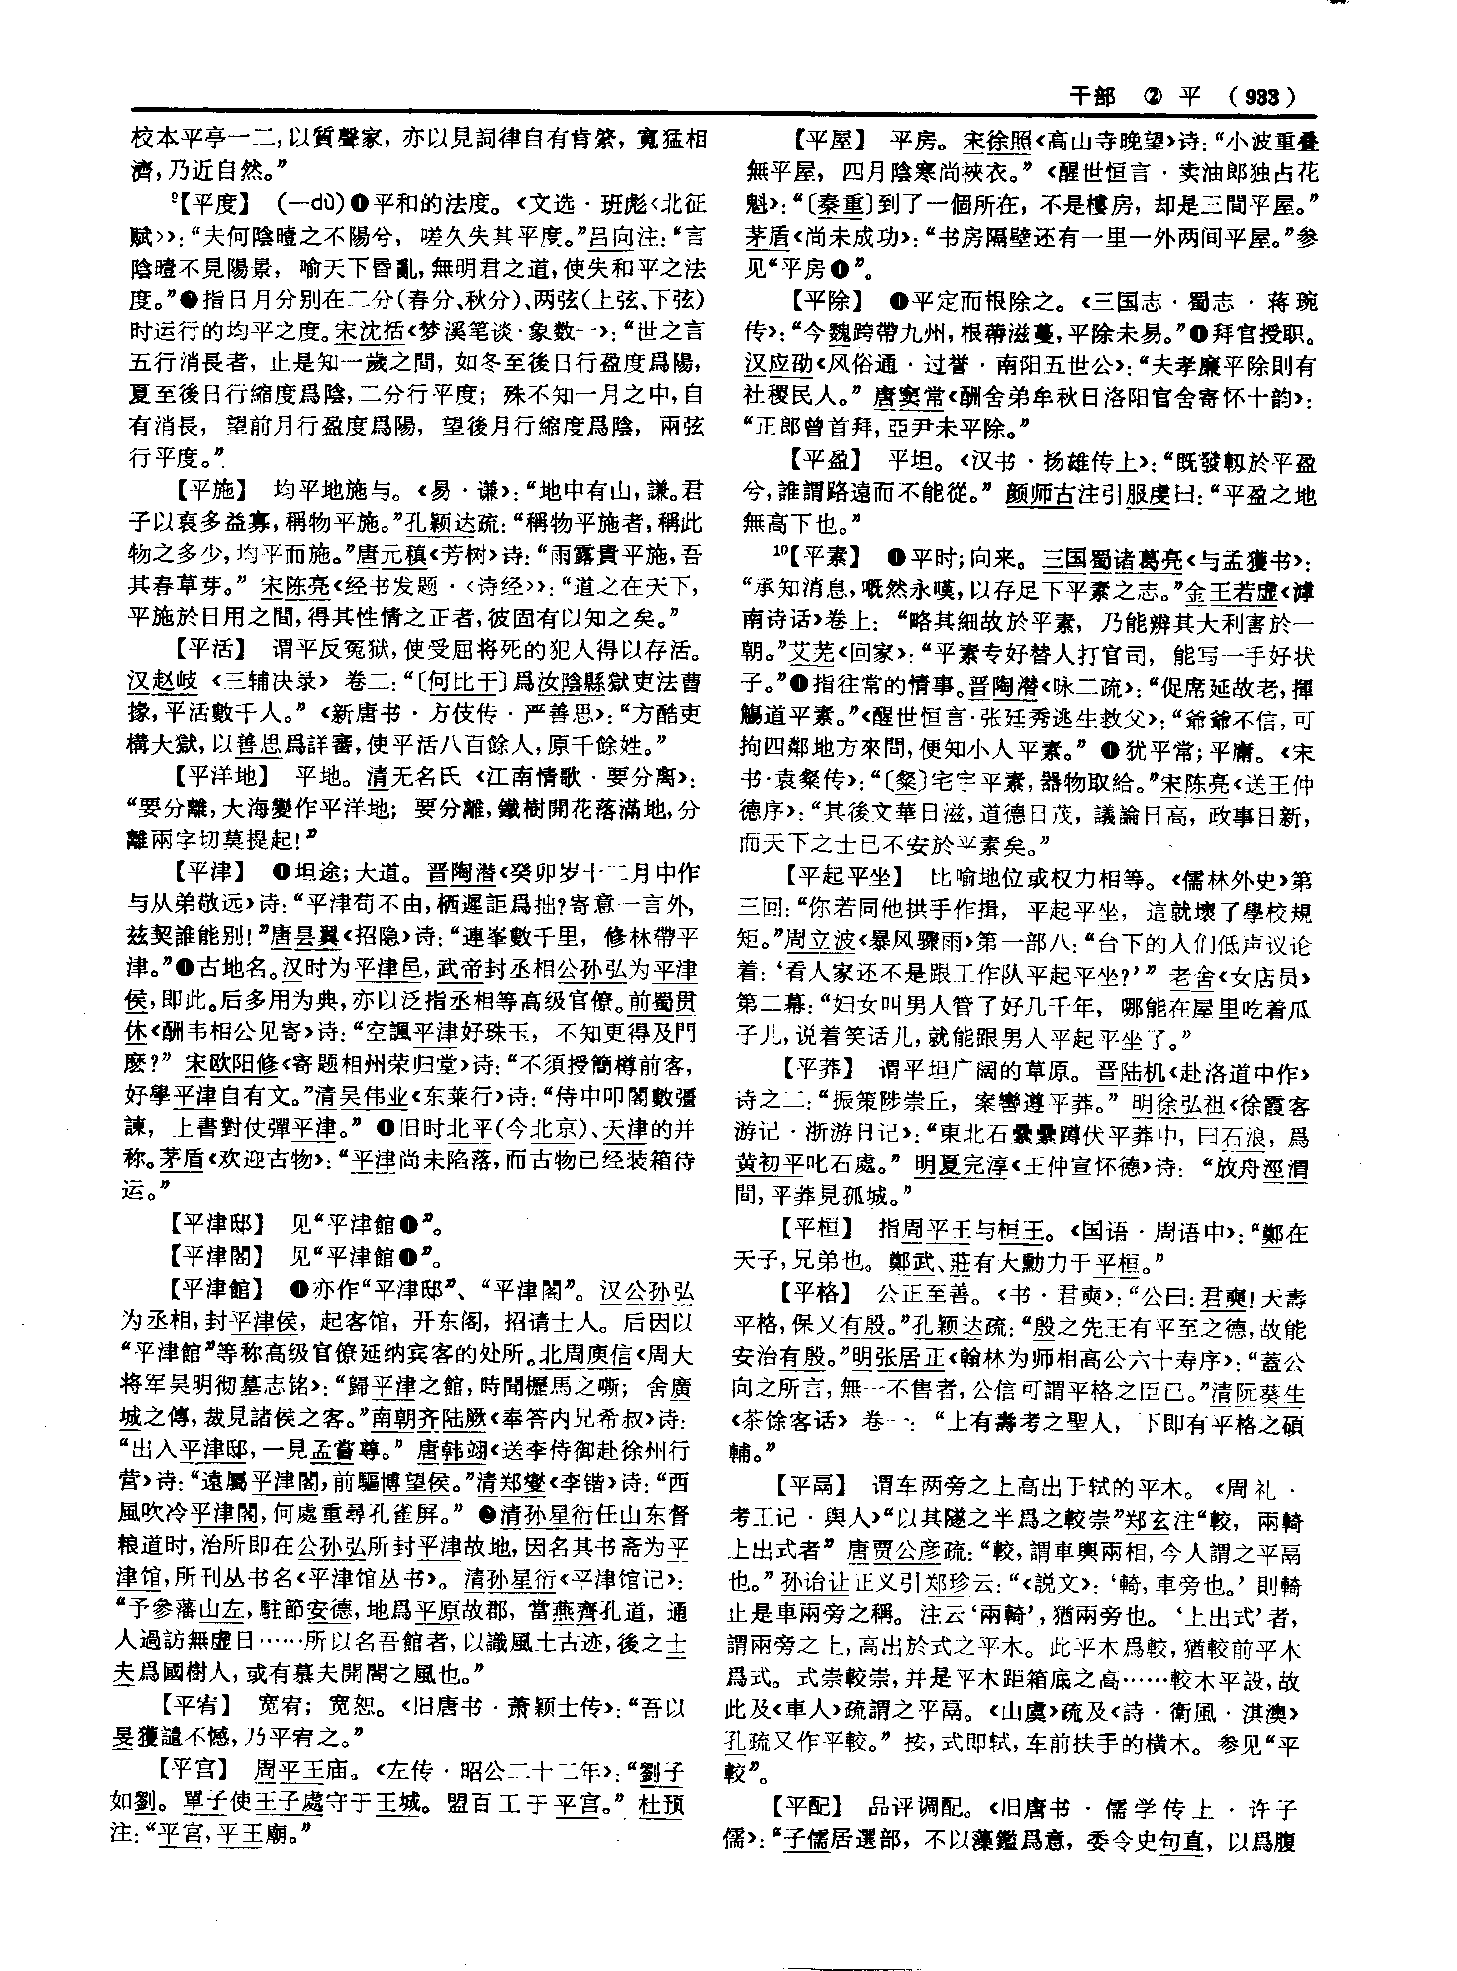 干部 ② 平 （933）
校本平亭一二，以質聲家，亦以見詞律自有肯綮，寬猛相
濟，乃近自然。”
⁹【平度】 （—dù）❶平和的法度。《文选·班彪〈北征
赋〉》：“夫何陰曀之不陽兮，嗟久失其平度。”吕向注：“言
陰曀不見陽景，喻天下昏亂，無明君之道，使失和平之法
度。”❷指日月分别在二分（春分、秋分）、两弦（上弦、下弦）
时运行的均平之度。宋沈括《梦溪笔谈·象数一》：“世之言
五行消長者，止是知一歲之間，如冬至後日行盈度爲陽，
夏至後日行縮度爲陰，二分行平度；殊不知一月之中，自
有消長，望前月行盈度爲陽，望後月行縮度爲陰，兩弦
行平度。”
【平施】 均平地施与。《易·谦》：“地中有山，謙。君
子以裒多益寡，稱物平施。”孔颖达疏：“稱物平施者，稱此
物之多少，均平而施。”唐元稹《芳树》诗：“雨露貴平施，吾
其春草芽。” 宋陈亮《经书发题·〈诗经〉》：“道之在天下，
平施於日用之間，得其性情之正者，彼固有以知之矣。”
【平活】 谓平反冤狱，使受屈将死的犯人得以存活。
汉赵岐《三辅决录》卷二：“〔何比干〕爲汝陰縣獄吏法曹
掾，平活數千人。”《新唐书·方伎传·严善思》：“方酷吏
構大獄，以善思爲詳審，使平活八百餘人，原千餘姓。”
【平洋地】 平地。清无名氏《江南情歌·要分离》：
“要分離，大海變作平洋地；要分離，鐵樹開花落滿地，分
離兩字切莫提起！”
【平津】 ❶坦途；大道。晋陶潜《癸卯岁十二月中作
与从弟敬远》诗：“平津苟不由，栖遲詎爲拙？寄意一言外，
兹契誰能别！”唐昙翼《招隐》诗：“連峯數千里，修林帶平
津。”❶古地名。汉时为平津邑，武帝封丞相公孙弘为平津
侯，即此。后多用为典，亦以泛指丞相等高级官僚。前蜀贯
休《酬韦相公见寄》诗：“空諷平津好珠玉，不知更得及門
麽？” 宋欧阳修《寄题相州荣归堂》诗：“不須授簡樽前客，
好學平津自有文。”清吴伟业《东莱行》诗：“侍中叩閣數彊
諫，上書對仗彈平津。” ❶旧时北平（今北京）、天津的并
称。茅盾《欢迎古物》：“平津尚未陷落，而古物已经装箱待
运。”
【平津邸】 见“平津館❶”。
【平津閣】 见“平津館❶”。
【平津館】 ❶亦作“平津邸”、“平津閣”。汉公孙弘
为丞相，封平津侯，起客馆，开东阁，招请士人。后因以
“平津館”等称高级官僚延纳宾客的处所。北周庾信《周大
将军吴明彻墓志铭》：“歸平津之館，時聞櫪馬之嘶；舍廣
城之傳，裁見諸侯之客。”南朝齐陆厥《奉答内兄希叔》诗：
“出入平津邸，一見孟嘗尊。” 唐韩翃《送李侍御赴徐州行
营》诗：“遠屬平津閣，前驅博望侯。”清郑燮《李锴》诗：“西
風吹冷平津閣，何處重尋孔雀屏。” ❷清孙星衍任山东督
粮道时，治所即在公孙弘所封平津故地，因名其书斋为平
津馆，所刊丛书名《平津馆丛书》。清孙星衍《平津馆记》：
“予參藩山左，駐節安德，地爲平原故郡，當燕齊孔道，通
人過訪無虚日……所以名吾館者，以識風土古迹，後之士
夫爲國樹人，或有慕夫開閣之風也。”
【平宥】 宽宥；宽恕。《旧唐书·萧颖士传》：“吾以
旻獲譴不憾，乃平宥之。”
【平宫】 周平王庙。《左传·昭公二十二年》：“劉子
如劉。單子使王子處守于王城。盟百工于平宫。” 杜预
注：“平宫，平王廟。”
【平屋】 平房。宋徐照《高山寺晚望》诗：“小波重叠
無平屋，四月陰寒尚裌衣。”《醒世恒言·卖油郎独占花
魁》：“〔秦重〕到了一個所在，不是樓房，却是三間平屋。”
茅盾《尚未成功》：“书房隔壁还有一里一外两间平屋。”参
见“平房❶”。
【平除】 ❶平定而根除之。《三国志·蜀志·蒋琬
传》：“今魏跨帶九州，根蒂滋蔓，平除未易。”❶拜官授职。
汉应劭《风俗通·过誉·南阳五世公》：“夫孝廉平除則有
社稷民人。” 唐窦常《酬舍弟牟秋日洛阳官舍寄怀十韵》：
“正郎曾首拜，亞尹未平除。”
【平盈】 平坦。《汉书·扬雄传上》：“既發軔於平盈
兮，誰謂路遠而不能從。” 颜师古注引服虔曰：“平盈之地
無高下也。”
¹⁰【平素】 ❶平时；向来。三国蜀诸葛亮《与孟獲书》：
“承知消息，嘅然永嘆，以存足下平素之志。”金王若虚《滹
南诗话》卷上：“略其細故於平素，乃能辨其大利害於一
朝。”艾芜《回家》：“平素专好替人打官司，能写一手好状
子。”❶指往常的情事。晋陶潜《咏二疏》：“促席延故老，揮
觴道平素。”《醒世恒言·张廷秀逃生救父》：“爺爺不信，可
拘四鄰地方來問，便知小人平素。” ❶犹平常；平庸。《宋
书·袁粲传》：“〔粲〕宅宇平素，器物取給。”宋陈亮《送王仲
德序》：“其後文華日滋，道德日茂，議論日高，政事日新，
而天下之士已不安於平素矣。”
【平起平坐】 比喻地位或权力相等。《儒林外史》第
三回：“你若同他拱手作揖，平起平坐，這就壞了學校規
矩。”周立波《暴风骤雨》第一部八：“台下的人们低声议论
着：‘看人家还不是跟工作队平起平坐？’” 老舍《女店员》
第二幕：“妇女叫男人管了好几千年，哪能在屋里吃着瓜
子儿，说着笑话儿，就能跟男人平起平坐了。”
【平莽】 谓平坦广阔的草原。晋陆机《赴洛道中作》
诗之二：“振策陟崇丘，案轡遵平莽。” 明徐弘祖《徐霞客
游记·浙游日记》：“東北石纍纍蹲伏平莽中，曰石浪，爲
黄初平叱石處。” 明夏完淳《王仲宣怀德》诗：“放舟涇渭
間，平莽見孤城。”
【平桓】 指周平王与桓王。《国语·周语中》：“鄭在
天子，兄弟也。鄭武、莊有大勳力于平桓。”
【平格】 公正至善。《书·君奭》：“公曰：君奭！天壽
平格，保乂有殷。”孔颖达疏：“殷之先王有平至之德，故能
安治有殷。”明张居正《翰林为师相高公六十寿序》：“蓋公
向之所言，無一不售者，公信可謂平格之臣已。”清阮葵生
《茶馀客话》卷一：“上有壽考之聖人，下即有平格之碩
輔。”
【平鬲】 谓车两旁之上高出于轼的平木。《周礼·
考工记·舆人》“以其隧之半爲之較崇”郑玄注“較，兩輢
上出式者” 唐贾公彦疏：“較，謂車輿兩相，今人謂之平鬲
也。”孙诒让正义引郑珍云：“《説文》：‘輢，車旁也。’則輢
止是車兩旁之稱。注云‘兩輢’，猶兩旁也。‘上出式’者，
謂兩旁之上，高出於式之平木。此平木爲較，猶較前平木
爲式。式崇較崇，并是平木距箱底之高……較木平設，故
此及《車人》疏謂之平鬲。《山虞》疏及《詩·衛風·淇澳》
孔疏又作平較。” 按，式即轼，车前扶手的横木。参见“平
較”。
【平配】 品评调配。《旧唐书·儒学传上·许子
儒》：“子儒居選部，不以藻鑑爲意，委令史句直，以爲腹